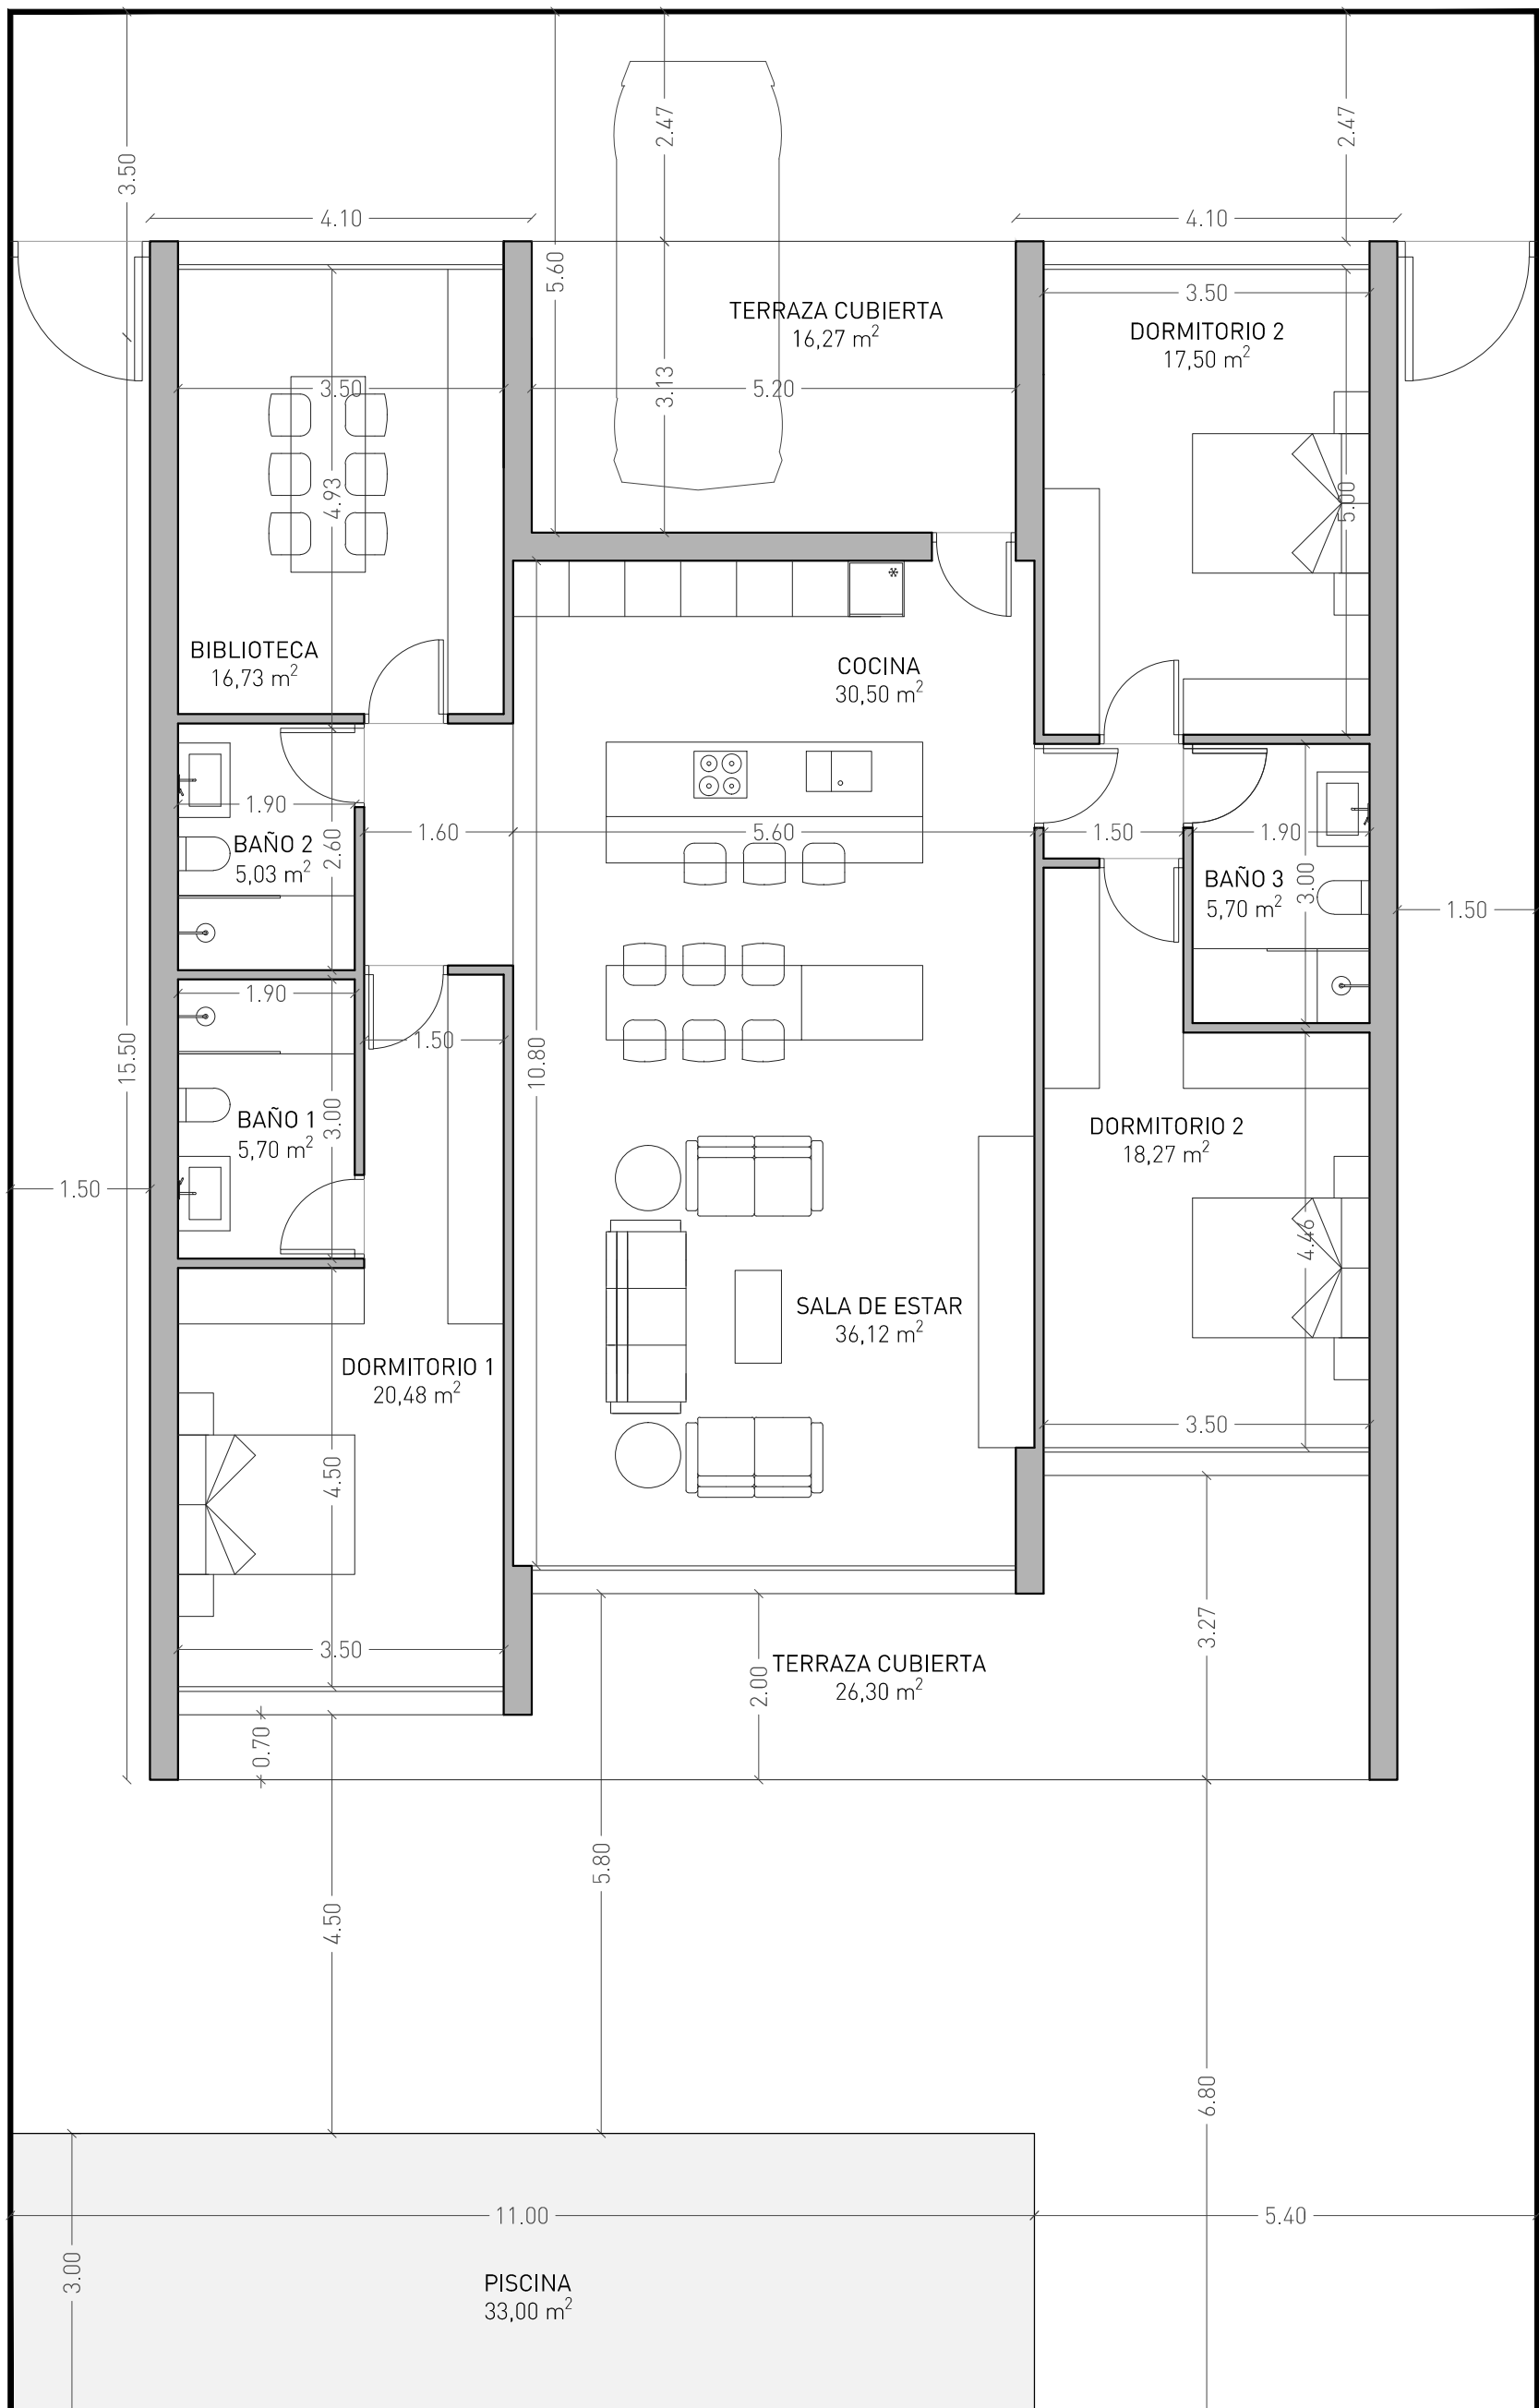 2.47
2.47
3.50
4.10
4.10
5.60
TERRAZA CUBIERTA
16,27 m²
3.50
DORMITORIO 2
17,50 m²
3.50
3.13
5.20
4.93
5.00
BIBLIOTECA
16,73 m²
COCINA
30,50 m²
1.90
1.60
5.60
1.50
1.90
BAÑO 2
5,03 m²
2.60
BAÑO 3
5,70 m²
3.00
1.50
1.90
15.50
1.50
10.80
BAÑO 1
5,70 m²
3.00
DORMITORIO 2
18,27 m²
1.50
4.46
SALA DE ESTAR
36,12 m²
DORMITORIO 1
20,48 m²
3.50
4.50
3.50
3.27
TERRAZA CUBIERTA
26,30 m²
2.00
0.70
5.80
4.50
6.80
11.00
5.40
3.00
PISCINA
33,00 m²